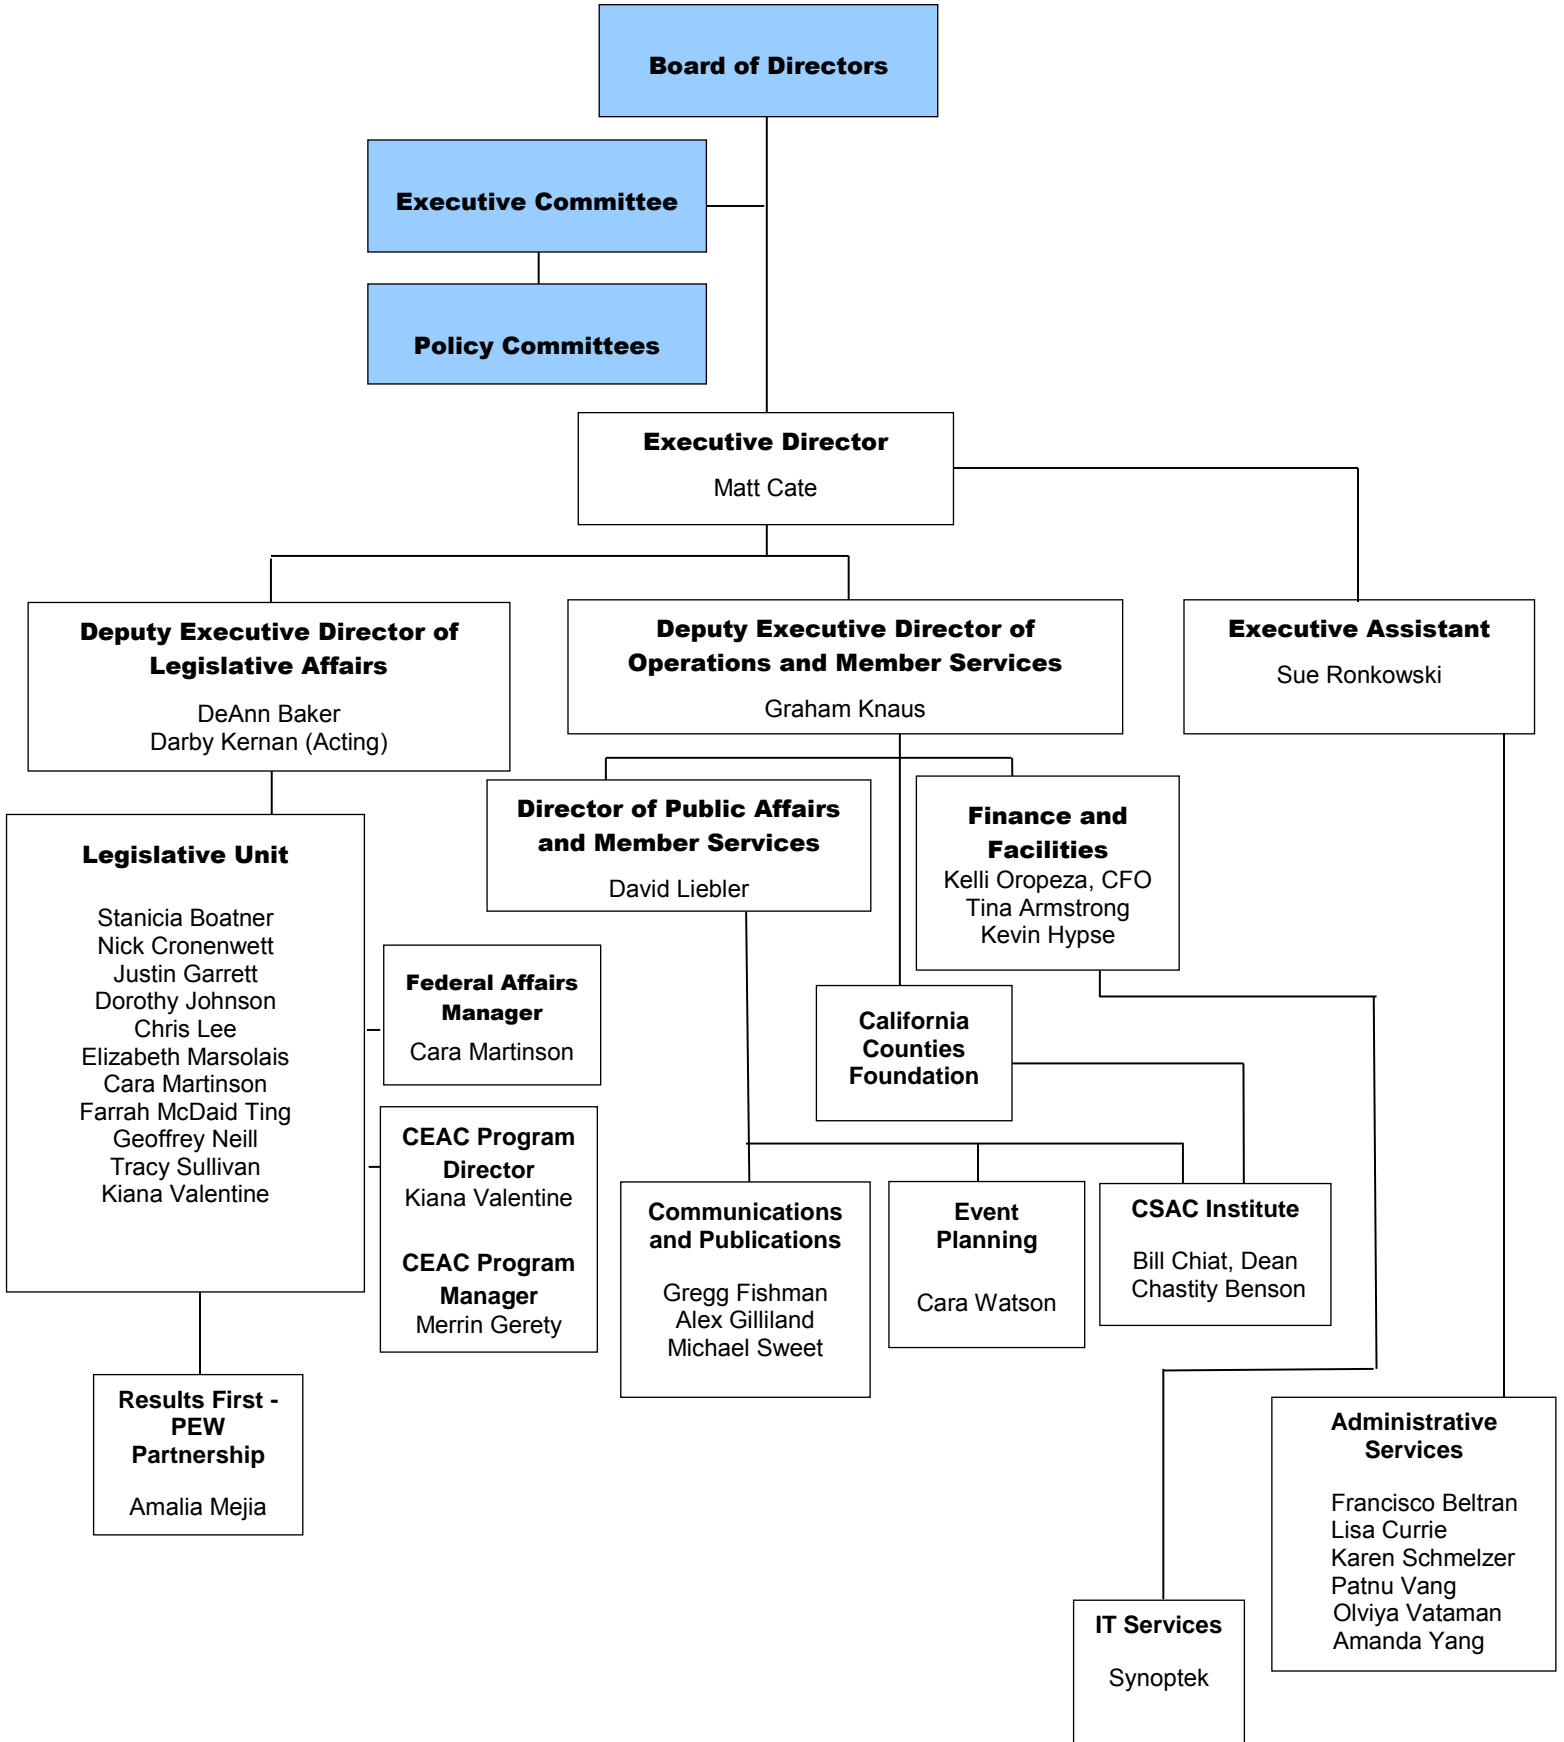 Board of Directors
Executive Committee
Policy Committees
Executive Director
Matt Cate
Deputy Executive Director of
Legislative Affairs
DeAnn Baker
Darby Kernan (Acting)
Deputy Executive Director of
Operations and Member Services
Graham Knaus
Executive Assistant
Sue Ronkowski
Legislative Unit
Stanicia Boatner
Nick Cronenwett
Justin Garrett
Dorothy Johnson
Chris Lee
Elizabeth Marsolais
Cara Martinson
Farrah McDaid Ting
Geoffrey Neill
Tracy Sullivan
Kiana Valentine
Director of Public Affairs
and Member Services
David Liebler
Finance and
Facilities
Kelli Oropeza, CFO
Tina Armstrong
Kevin Hypse
Federal Affairs
Manager
Cara Martinson
California
Counties
Foundation
CEAC Program
Director
Kiana Valentine
CEAC Program
Manager
Merrin Gerety
Communications
and Publications
Gregg Fishman
Alex Gilliland
Michael Sweet
Event
Planning
Cara Watson
CSAC Institute
Bill Chiat, Dean
Chastity Benson
Results First -
PEW
Partnership
Amalia Mejia
Administrative
Services
Francisco Beltran
Lisa Currie
Karen Schmelzer
Patnu Vang
Olviya Vataman
Amanda Yang
IT Services
Synoptek